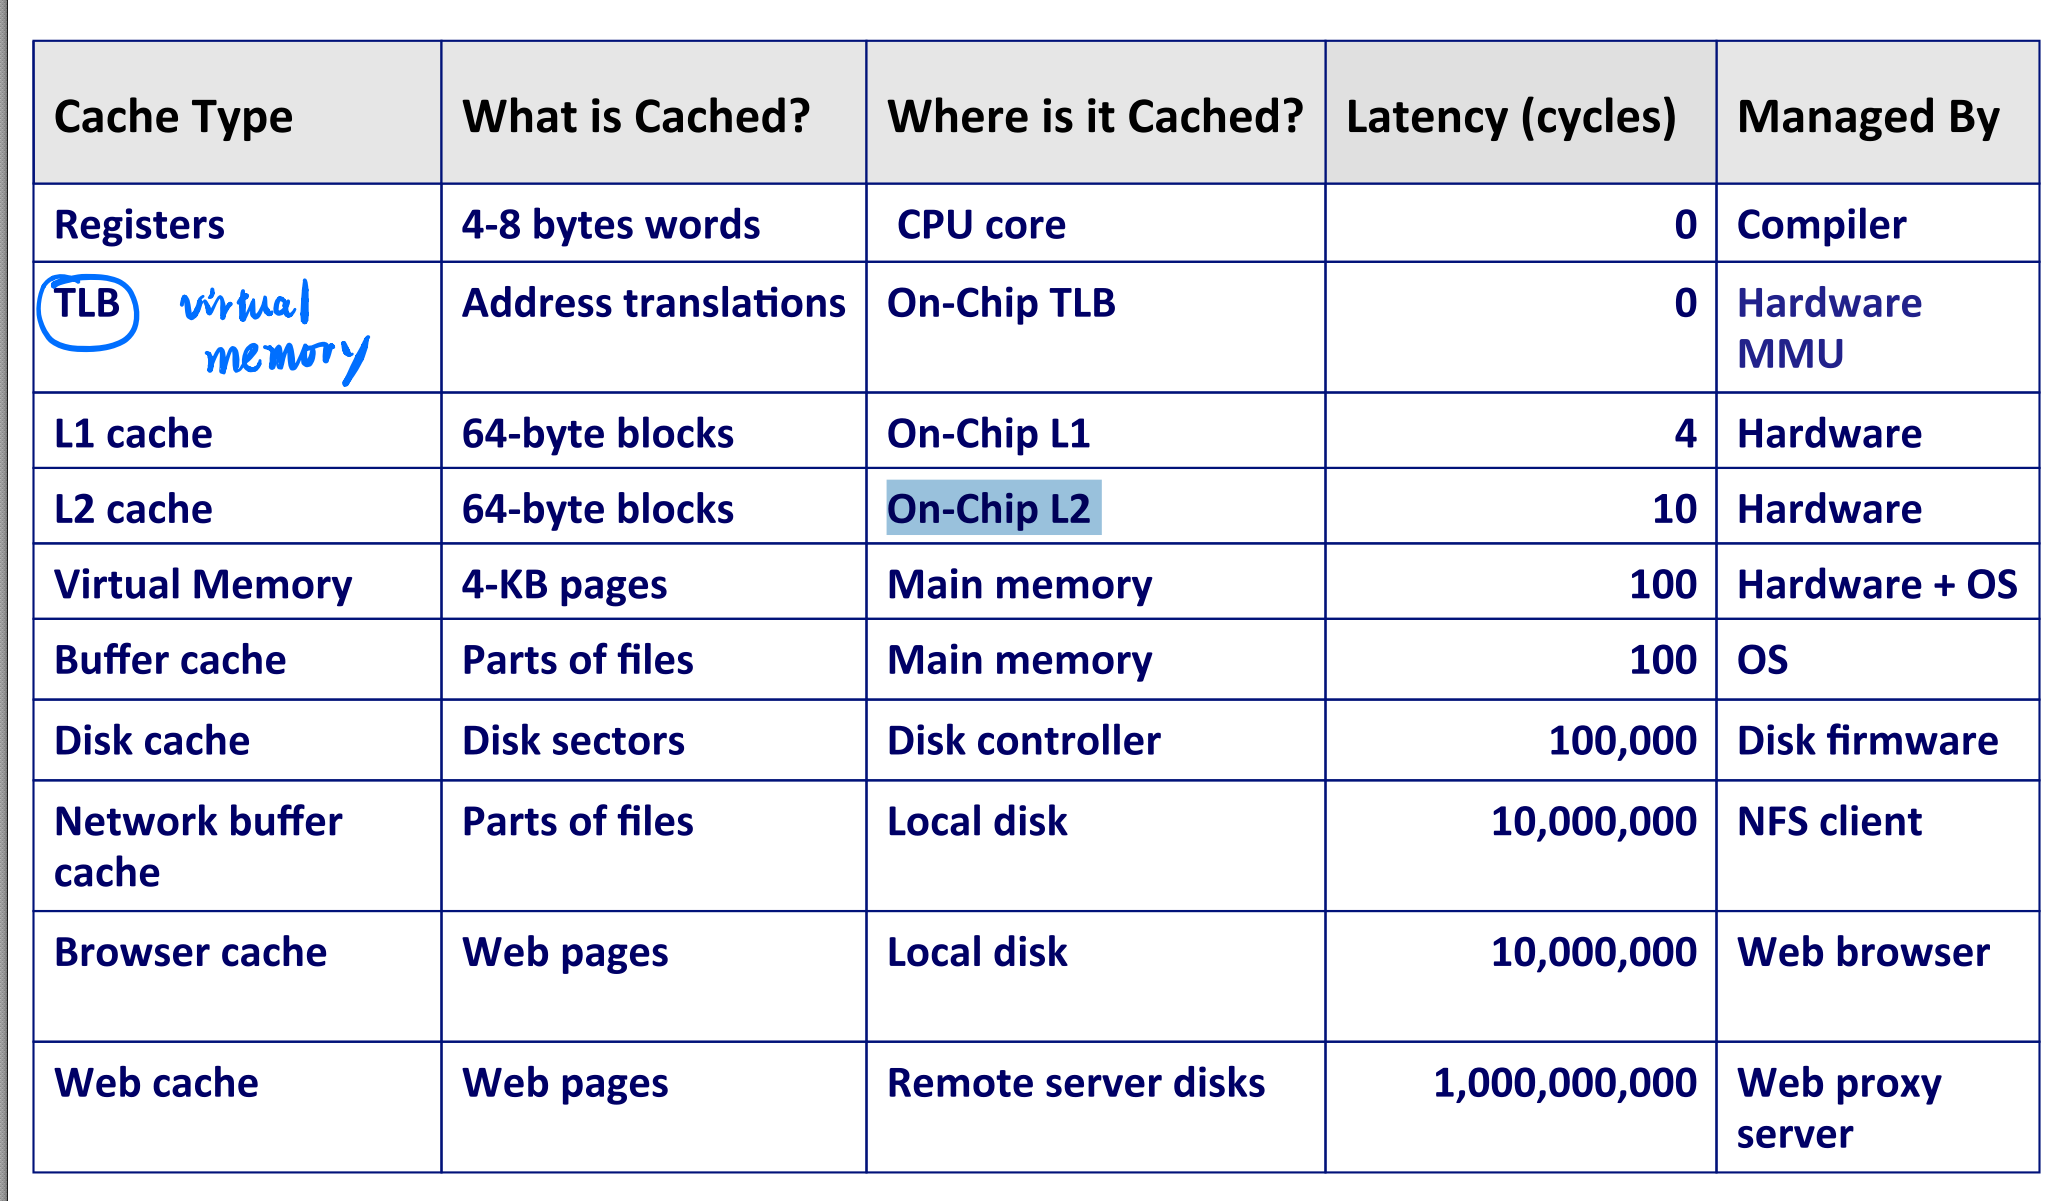 Cache Type What is Cached? Where is it Cached? Latency (cycles) Managed By
Registers 4-8 bytes words CPU core 0 Compiler
TLB virtual Address translations On-Chip TLB 0 Hardware
memory MMU
L1 cache 64-byte blocks On-Chip L1 4 Hardware
L2 cache 64-byte blocks On-Chip L2 10 Hardware
Virtual Memory 4-KB pages Main memory 100 Hardware + OS
Buffer cache Parts of files Main memory 100 OS
Disk cache Disk sectors Disk controller 100,000 Disk firmware
Network buffer Parts of files Local disk 10,000,000 NFS client
cache
Browser cache Web pages Local disk 10,000,000 Web browser
Web cache Web pages Remote server disks 1,000,000,000 Web proxy
server